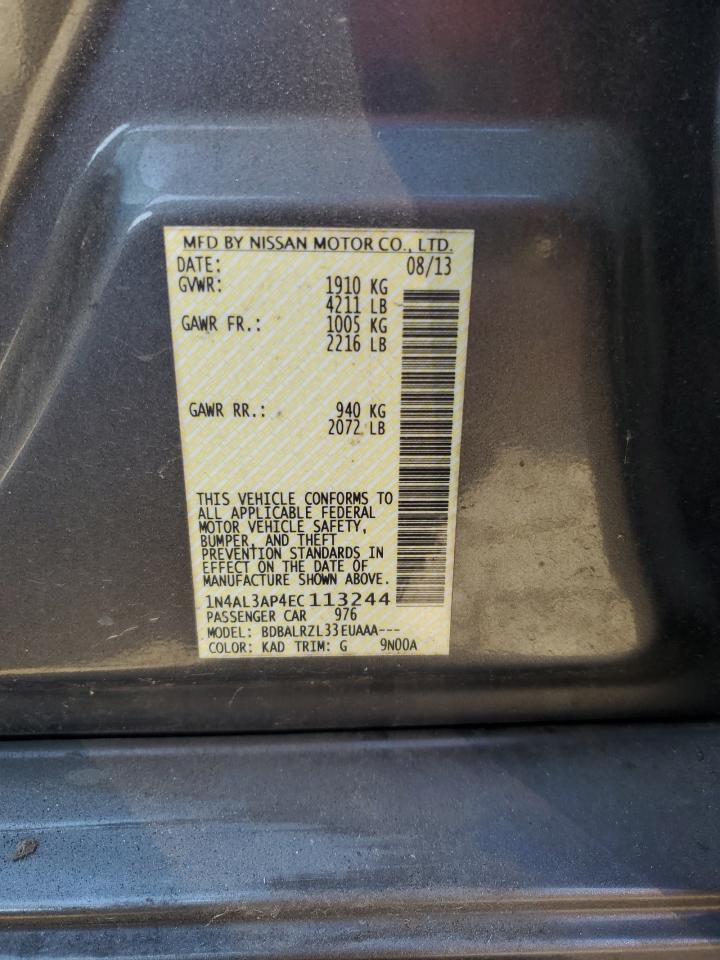 MFD BY NISSAN MOTOR CO., LTD.
DATE: 08/13
GVWR: 1910 KG
4211 LB
GAWR FR.: 1005 KG
2216 LB
GAWR RR.: 940 KG
2072 LB
THIS VEHICLE CONFORMS TO
ALL APPLICABLE FEDERAL
MOTOR VEHICLE SAFETY,
BUMPER, AND THEFT
PREVENTION STANDARDS IN
EFFECT ON THE DATE OF
MANUFACTURE SHOWN ABOVE.
1N4AL3AP4EC113244
PASSENGER CAR 976
MODEL: BDBALRZL33EUAAA---
COLOR: KAD TRIM: G 9N00A